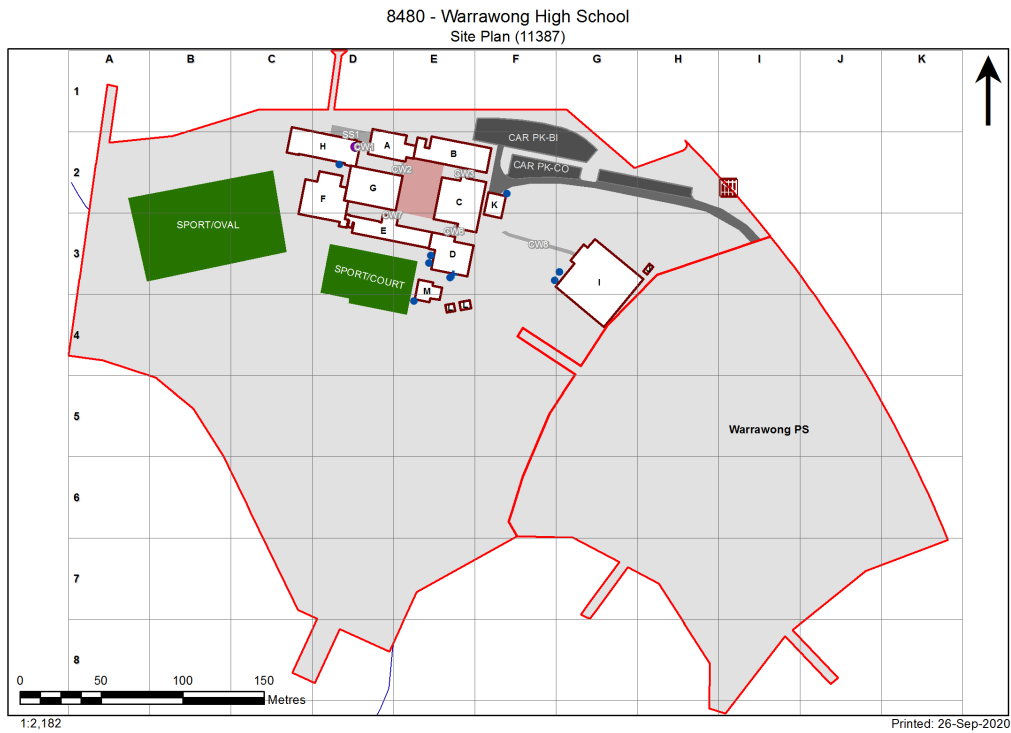 8480 - Warrawong High School
Site Plan (11387)
A B C D E F G H I J K
1
CAR PK-BI
SS1
H CW1 A
B
2
CW2 CW3
CAR PK-CO
G
F
C
K
SPORT/OVAL
CW7
E
CW5
CW8
3
D
SPORT/COURT
I
M
L
4
5
Warrawong PS
6
7
8
0 50 100 150
Metres
1:2,182
Printed: 26-Sep-2020